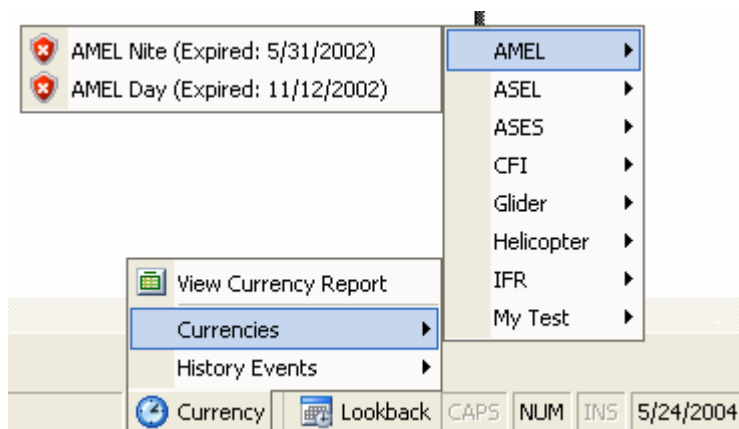 AMEL Nite (Expired: 5/31/2002)
AMEL Day (Expired: 11/12/2002)
AMEL
ASEL
ASES
CFI
Glider
Helicopter
IFR
My Test
View Currency Report
Currencies
History Events
Currency Lookback CAPS NUM INS 5/24/2004